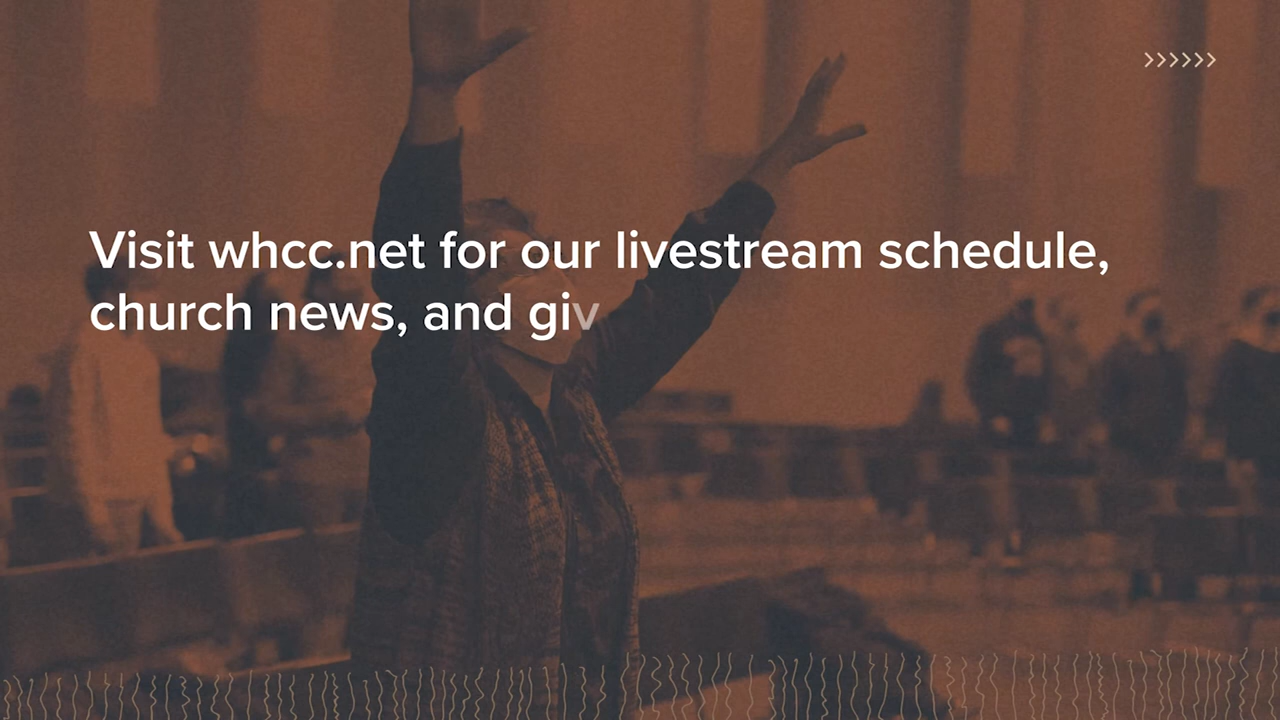 Visit whcc.net for our livestream schedule,
church news, and giv